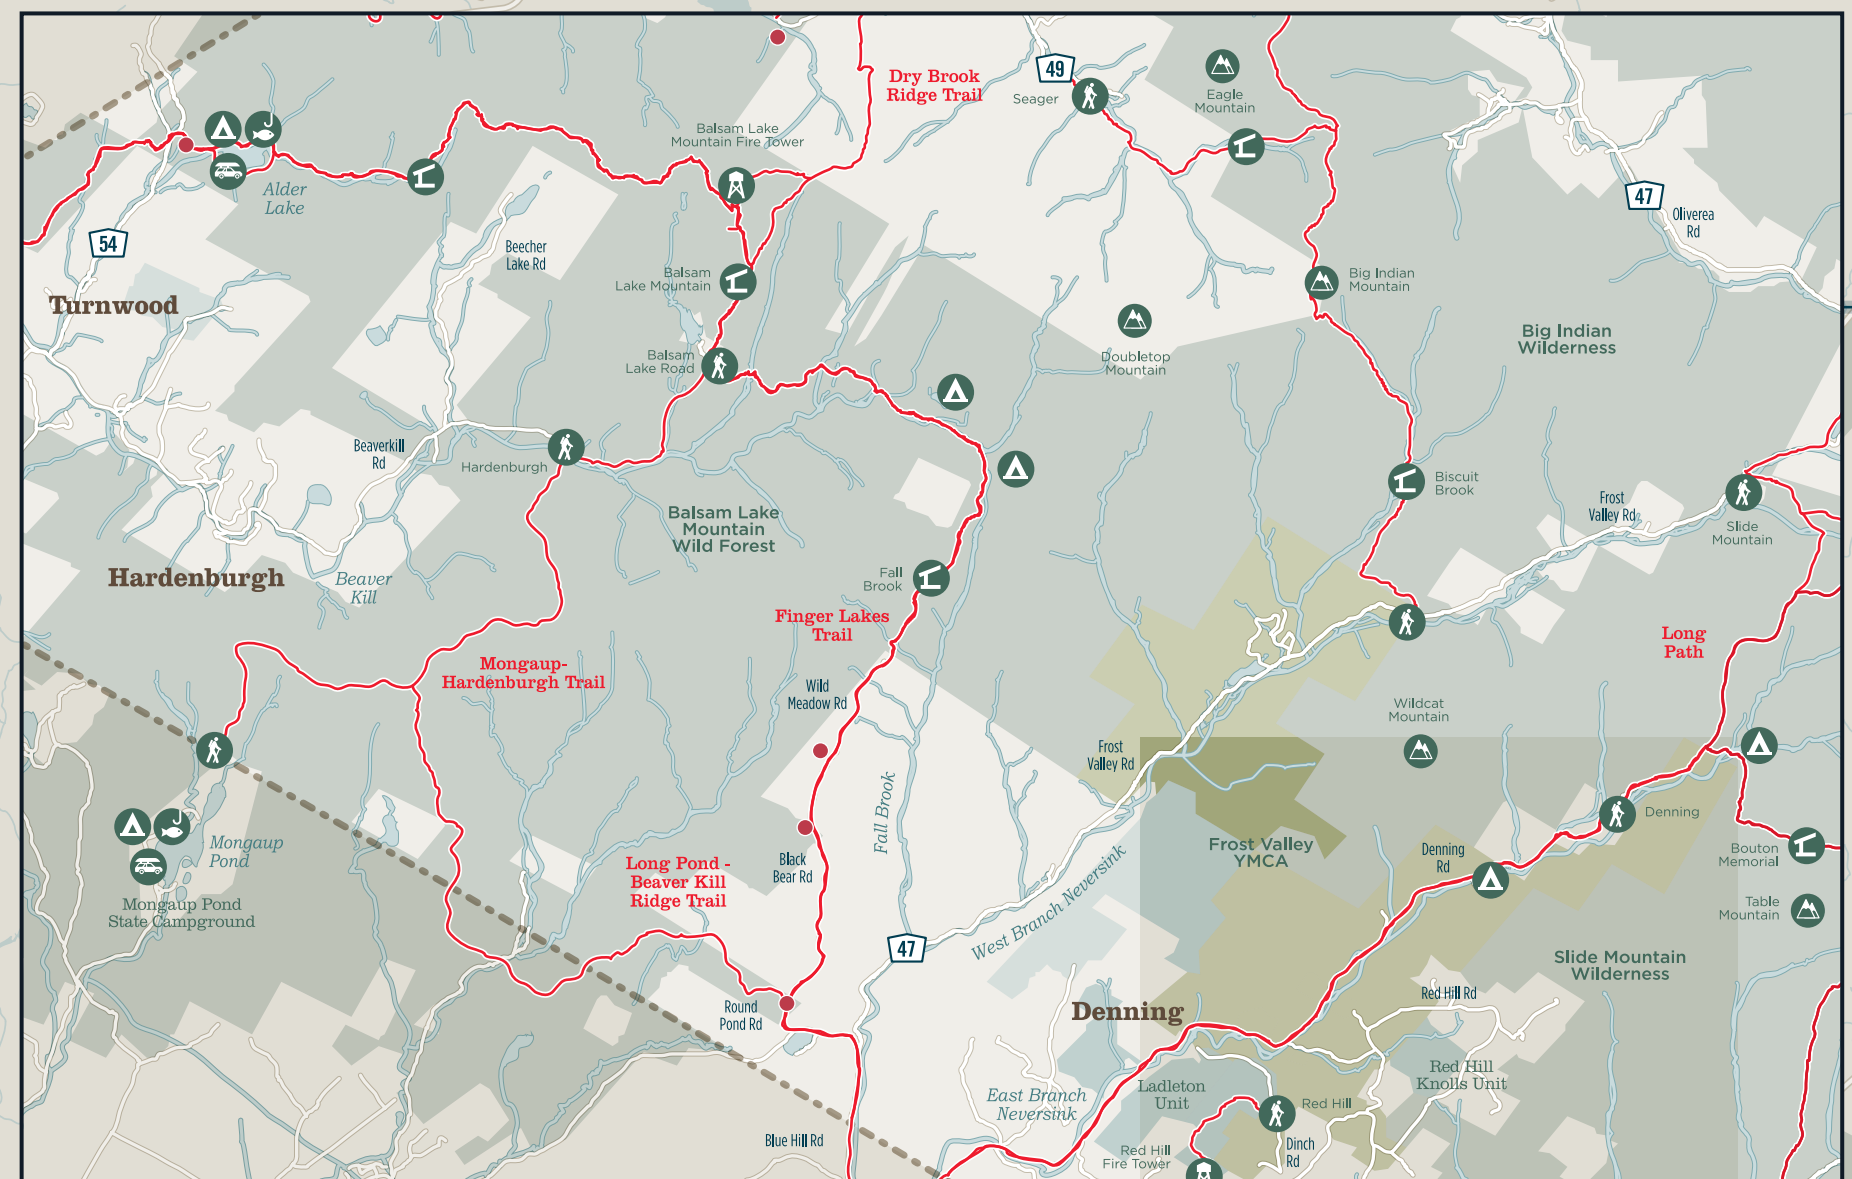 Dry Brook
Ridge Trail
49
Seager
Eagle
Mountain
Balsam Lake
Mountain Fire Tower
Alder
Lake
47
Oliverea
Rd
54
Beecher
Lake Rd
Balsam
Lake Mountain
Big Indian
Mountain
Turnwood
Doubletop
Mountain
Big Indian
Wilderness
Balsam
Lake Road
Beaverkill
Rd
Hardenburgh
Biscuit
Brook
Frost
Valley Rd
Slide
Mountain
Balsam Lake
Mountain
Wild Forest
Hardenburgh
Beaver
Kill
Fall
Brook
Finger Lakes
Trail
Long
Path
Mongaup-
Hardenburgh Trail
Wild
Meadow Rd
Wildcat
Mountain
Frost
Valley Rd
Fall Brook
Denning
Mongaup
Pond
Frost Valley
YMCA
Denning
Rd
Bouton
Memorial
Black
Bear Rd
Long Pond -
Beaver Kill
Ridge Trail
Mongaup Pond
State Campground
Table
Mountain
West Branch Neversink
47
Slide Mountain
Wilderness
Round
Pond Rd
Denning
Red Hill Rd
Red Hill
Knolls Unit
Ladleton
Unit
East Branch
Neversink
Red Hill
Blue Hill Rd
Dinch
Rd
Red Hill
Fire Tower